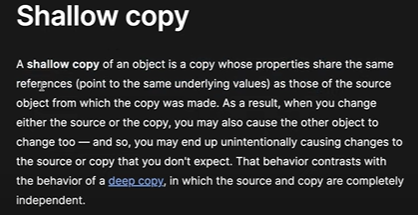 Shallow copy
A shallow copy of an object is a copy whose properties share the same
references (point to the same underlying values) as those of the source
object from which the copy was made. As a result, when you change
either the source or the copy, you may also cause the other object to
change too — and so, you may end up unintentionally causing changes to
the source or copy that you don't expect. That behavior contrasts with
the behavior of a deep copy, in which the source and copy are completely
independent.